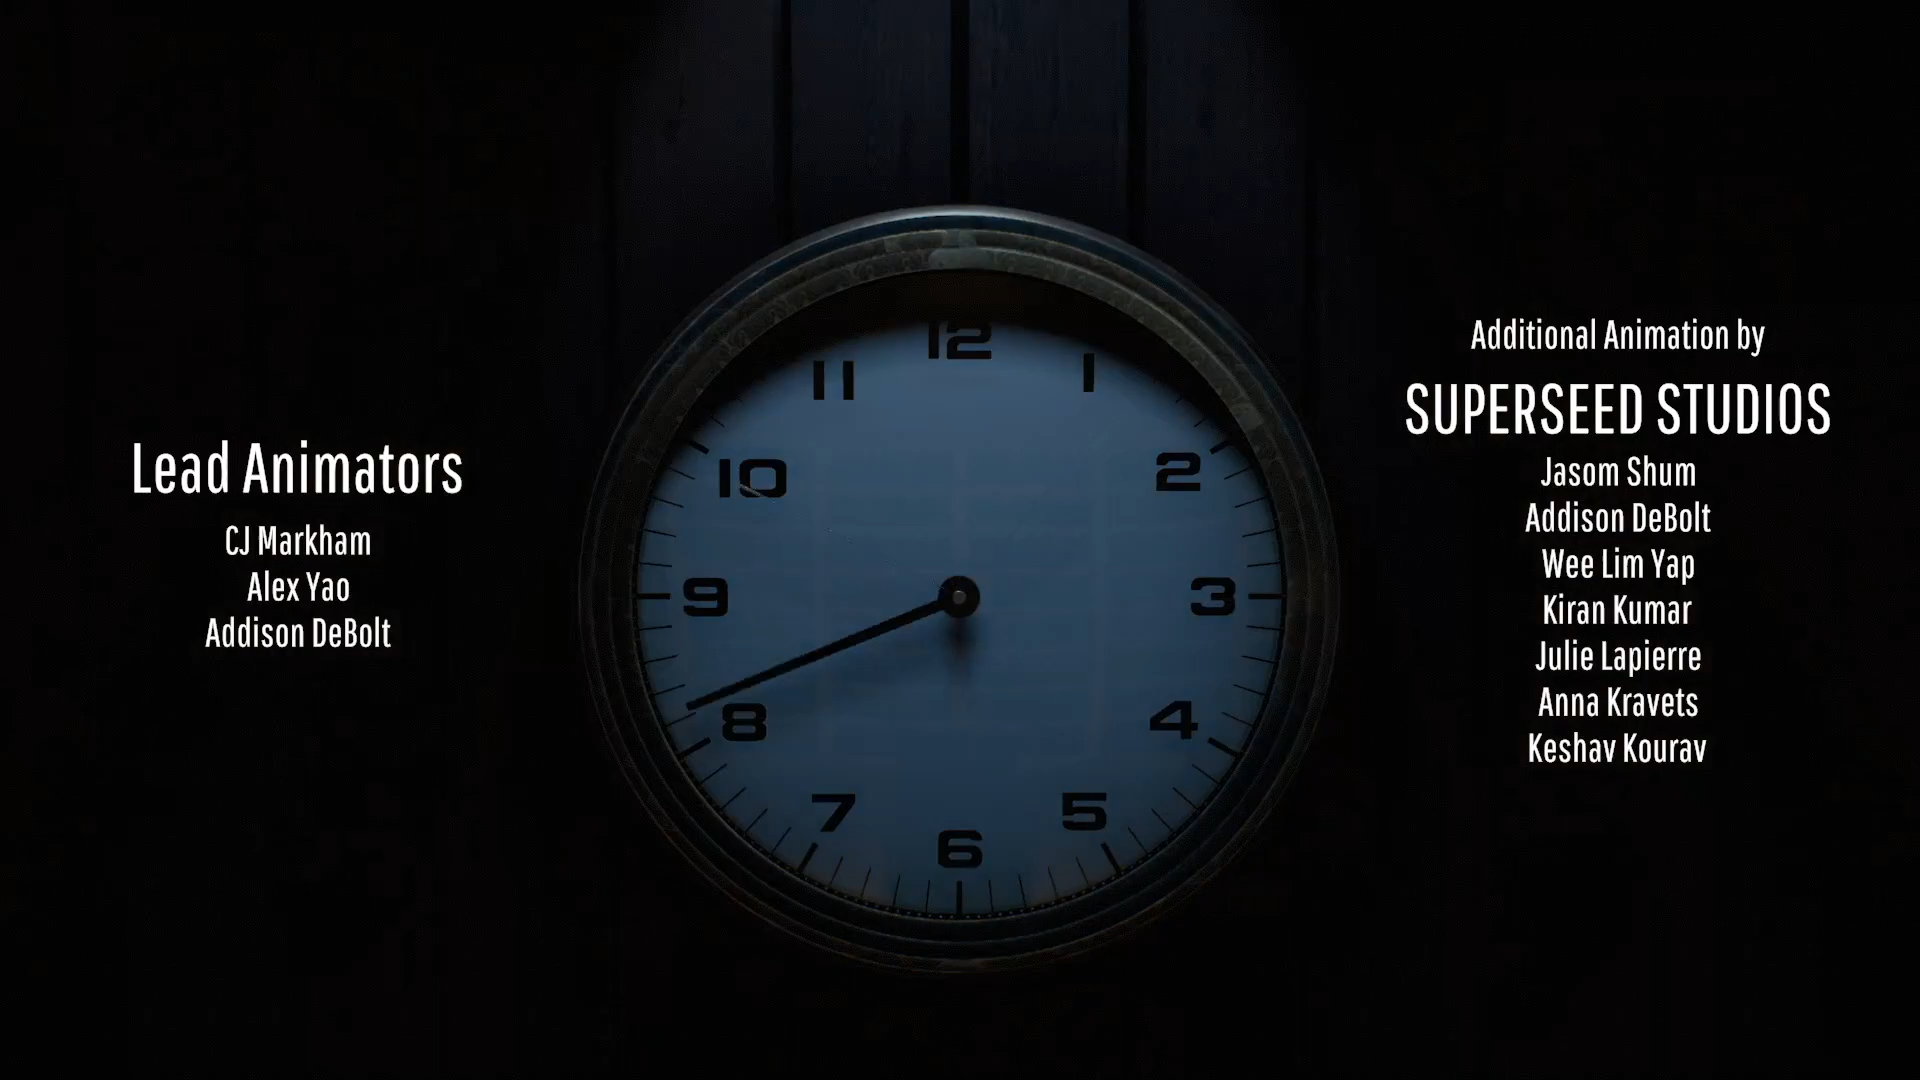 Lead Animators
CJ Markham
Alex Yao
Addison DeBolt
12
11
1
10
2
9
3
8
4
7
5
6
Additional Animation by
SUPERSEED STUDIOS
Jasom Shum
Addison DeBolt
Wee Lim Yap
Kiran Kumar
Julie Lapierre
Anna Kravets
Keshav Kourav